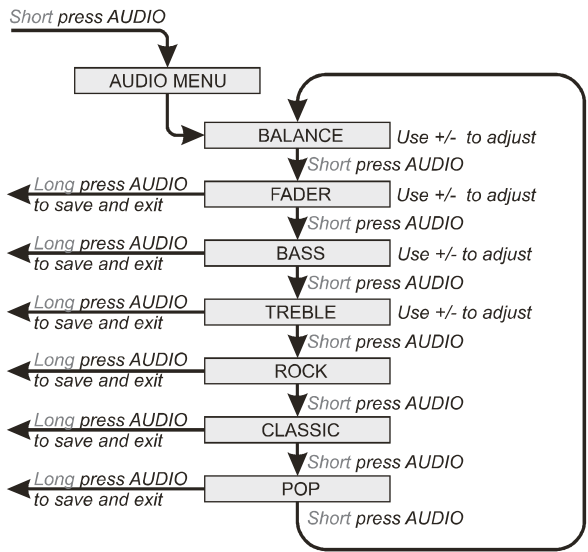 Short press AUDIO
AUDIO MENU
BALANCE
Use +/- to adjust
Short press AUDIO
Long press AUDIO
to save and exit
FADER
Use +/- to adjust
Short press AUDIO
Long press AUDIO
to save and exit
BASS
Use +/- to adjust
Short press AUDIO
Long press AUDIO
to save and exit
TREBLE
Use +/- to adjust
Short press AUDIO
Long press AUDIO
to save and exit
ROCK
Short press AUDIO
Long press AUDIO
to save and exit
CLASSIC
Short press AUDIO
Long press AUDIO
to save and exit
POP
Short press AUDIO